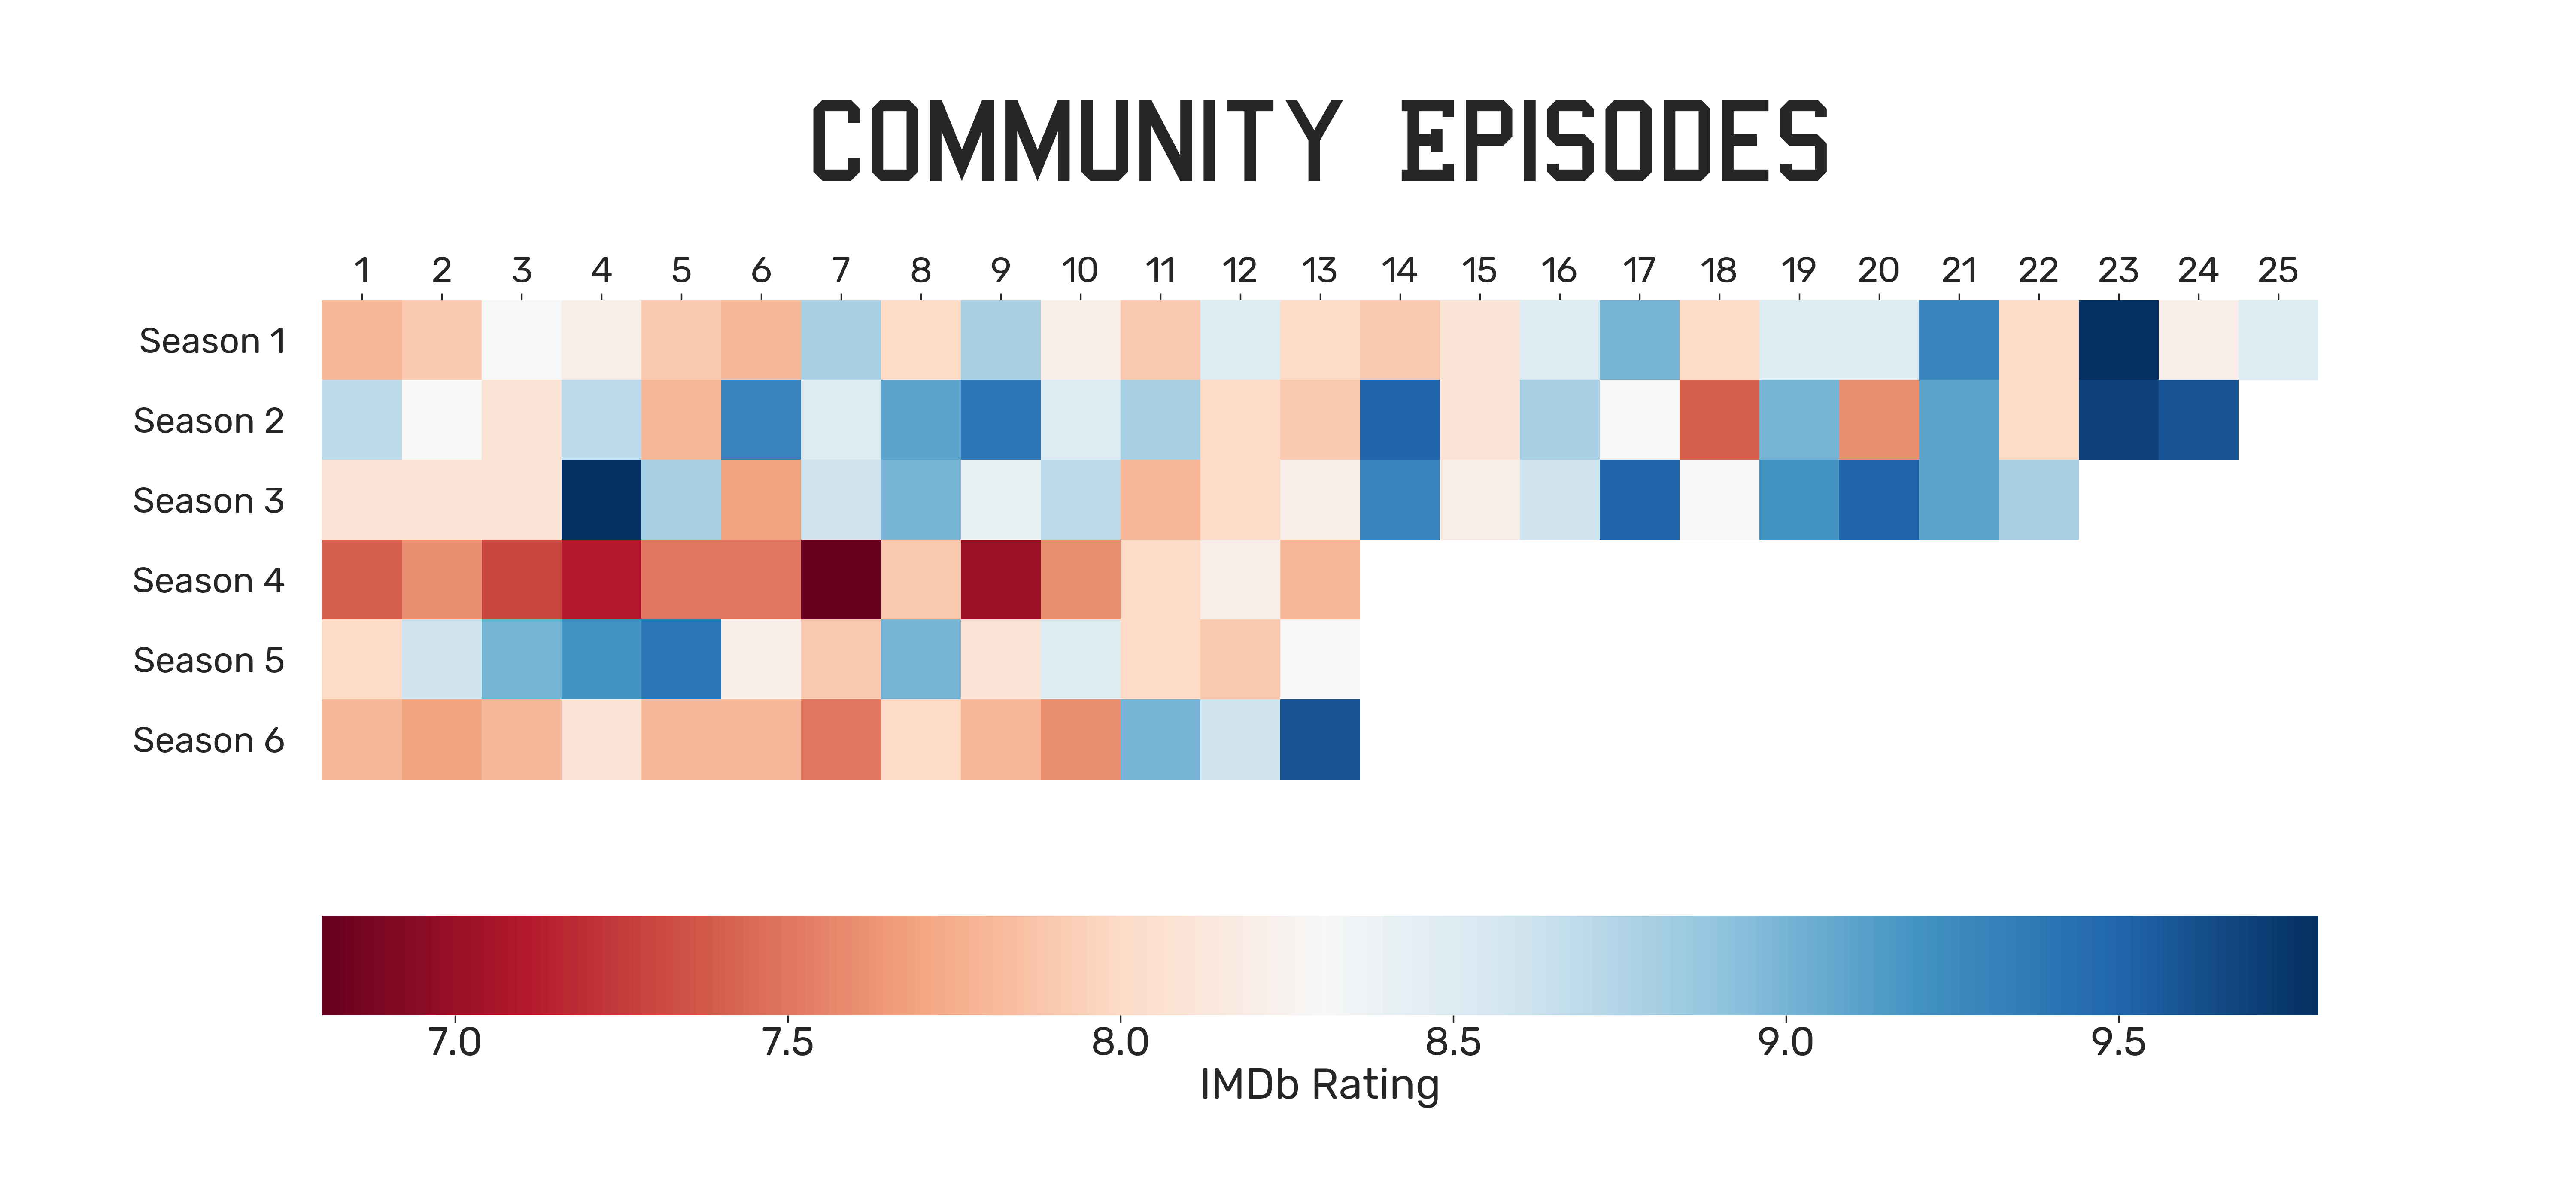 COMMUNITY EPISODES
1 2 3 4 5 6 7 8 9 10 11 12 13 14 15 16 17 18 19 20 21 22 23 24 25
Season 1
Season 2
Season 3
Season 4
Season 5
Season 6
7.0 7.5 8.0 8.5 9.0 9.5
IMDb Rating